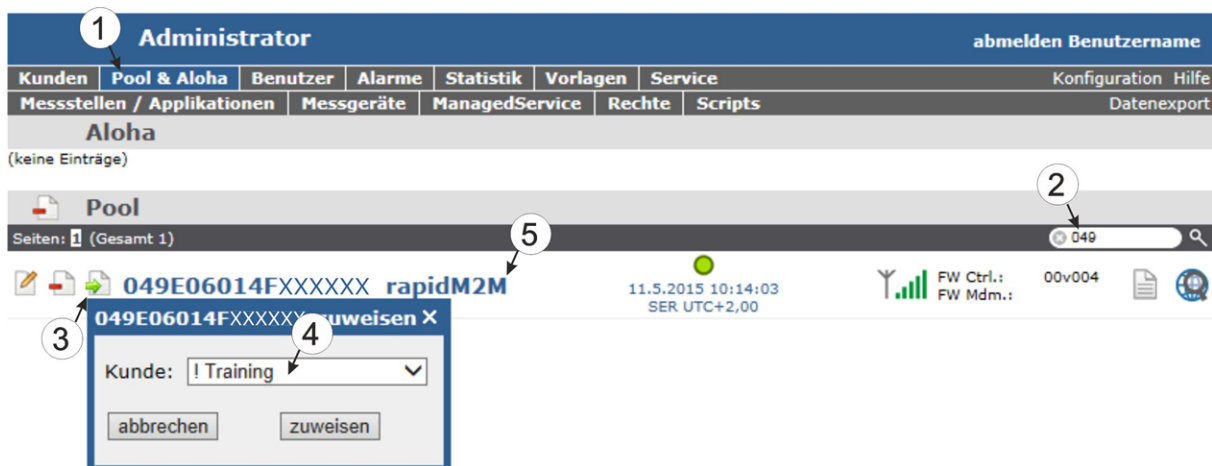 1
Administrator abmelden Benutzername
Kunden Pool & Aloha Benutzer Alarme Statistik Vorlagen Service Konfiguration Hilfe
Messstellen / Applikationen Messgeräte ManagedService Rechte Scripts Datenexport
Aloha
(keine Einträge)
2
Pool
Seiten: 1 (Gesamt 1) 5 049
049E06014FXXXXXX rapidM2M 11.5.2015 10:14:03 FW Ctrl.: 00v004
SER UTC+2,00 FW Mdm.:
3
049E06014FXXXXXX zuweisen ×
4
Kunde: ! Training
abbrechen zuweisen